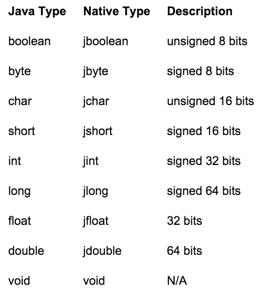 Java Type Native Type Description
boolean jboolean unsigned 8 bits
byte jbyte signed 8 bits
char jchar unsigned 16 bits
short jshort signed 16 bits
int jint signed 32 bits
long jlong signed 64 bits
float jfloat 32 bits
double jdouble 64 bits
void void N/A